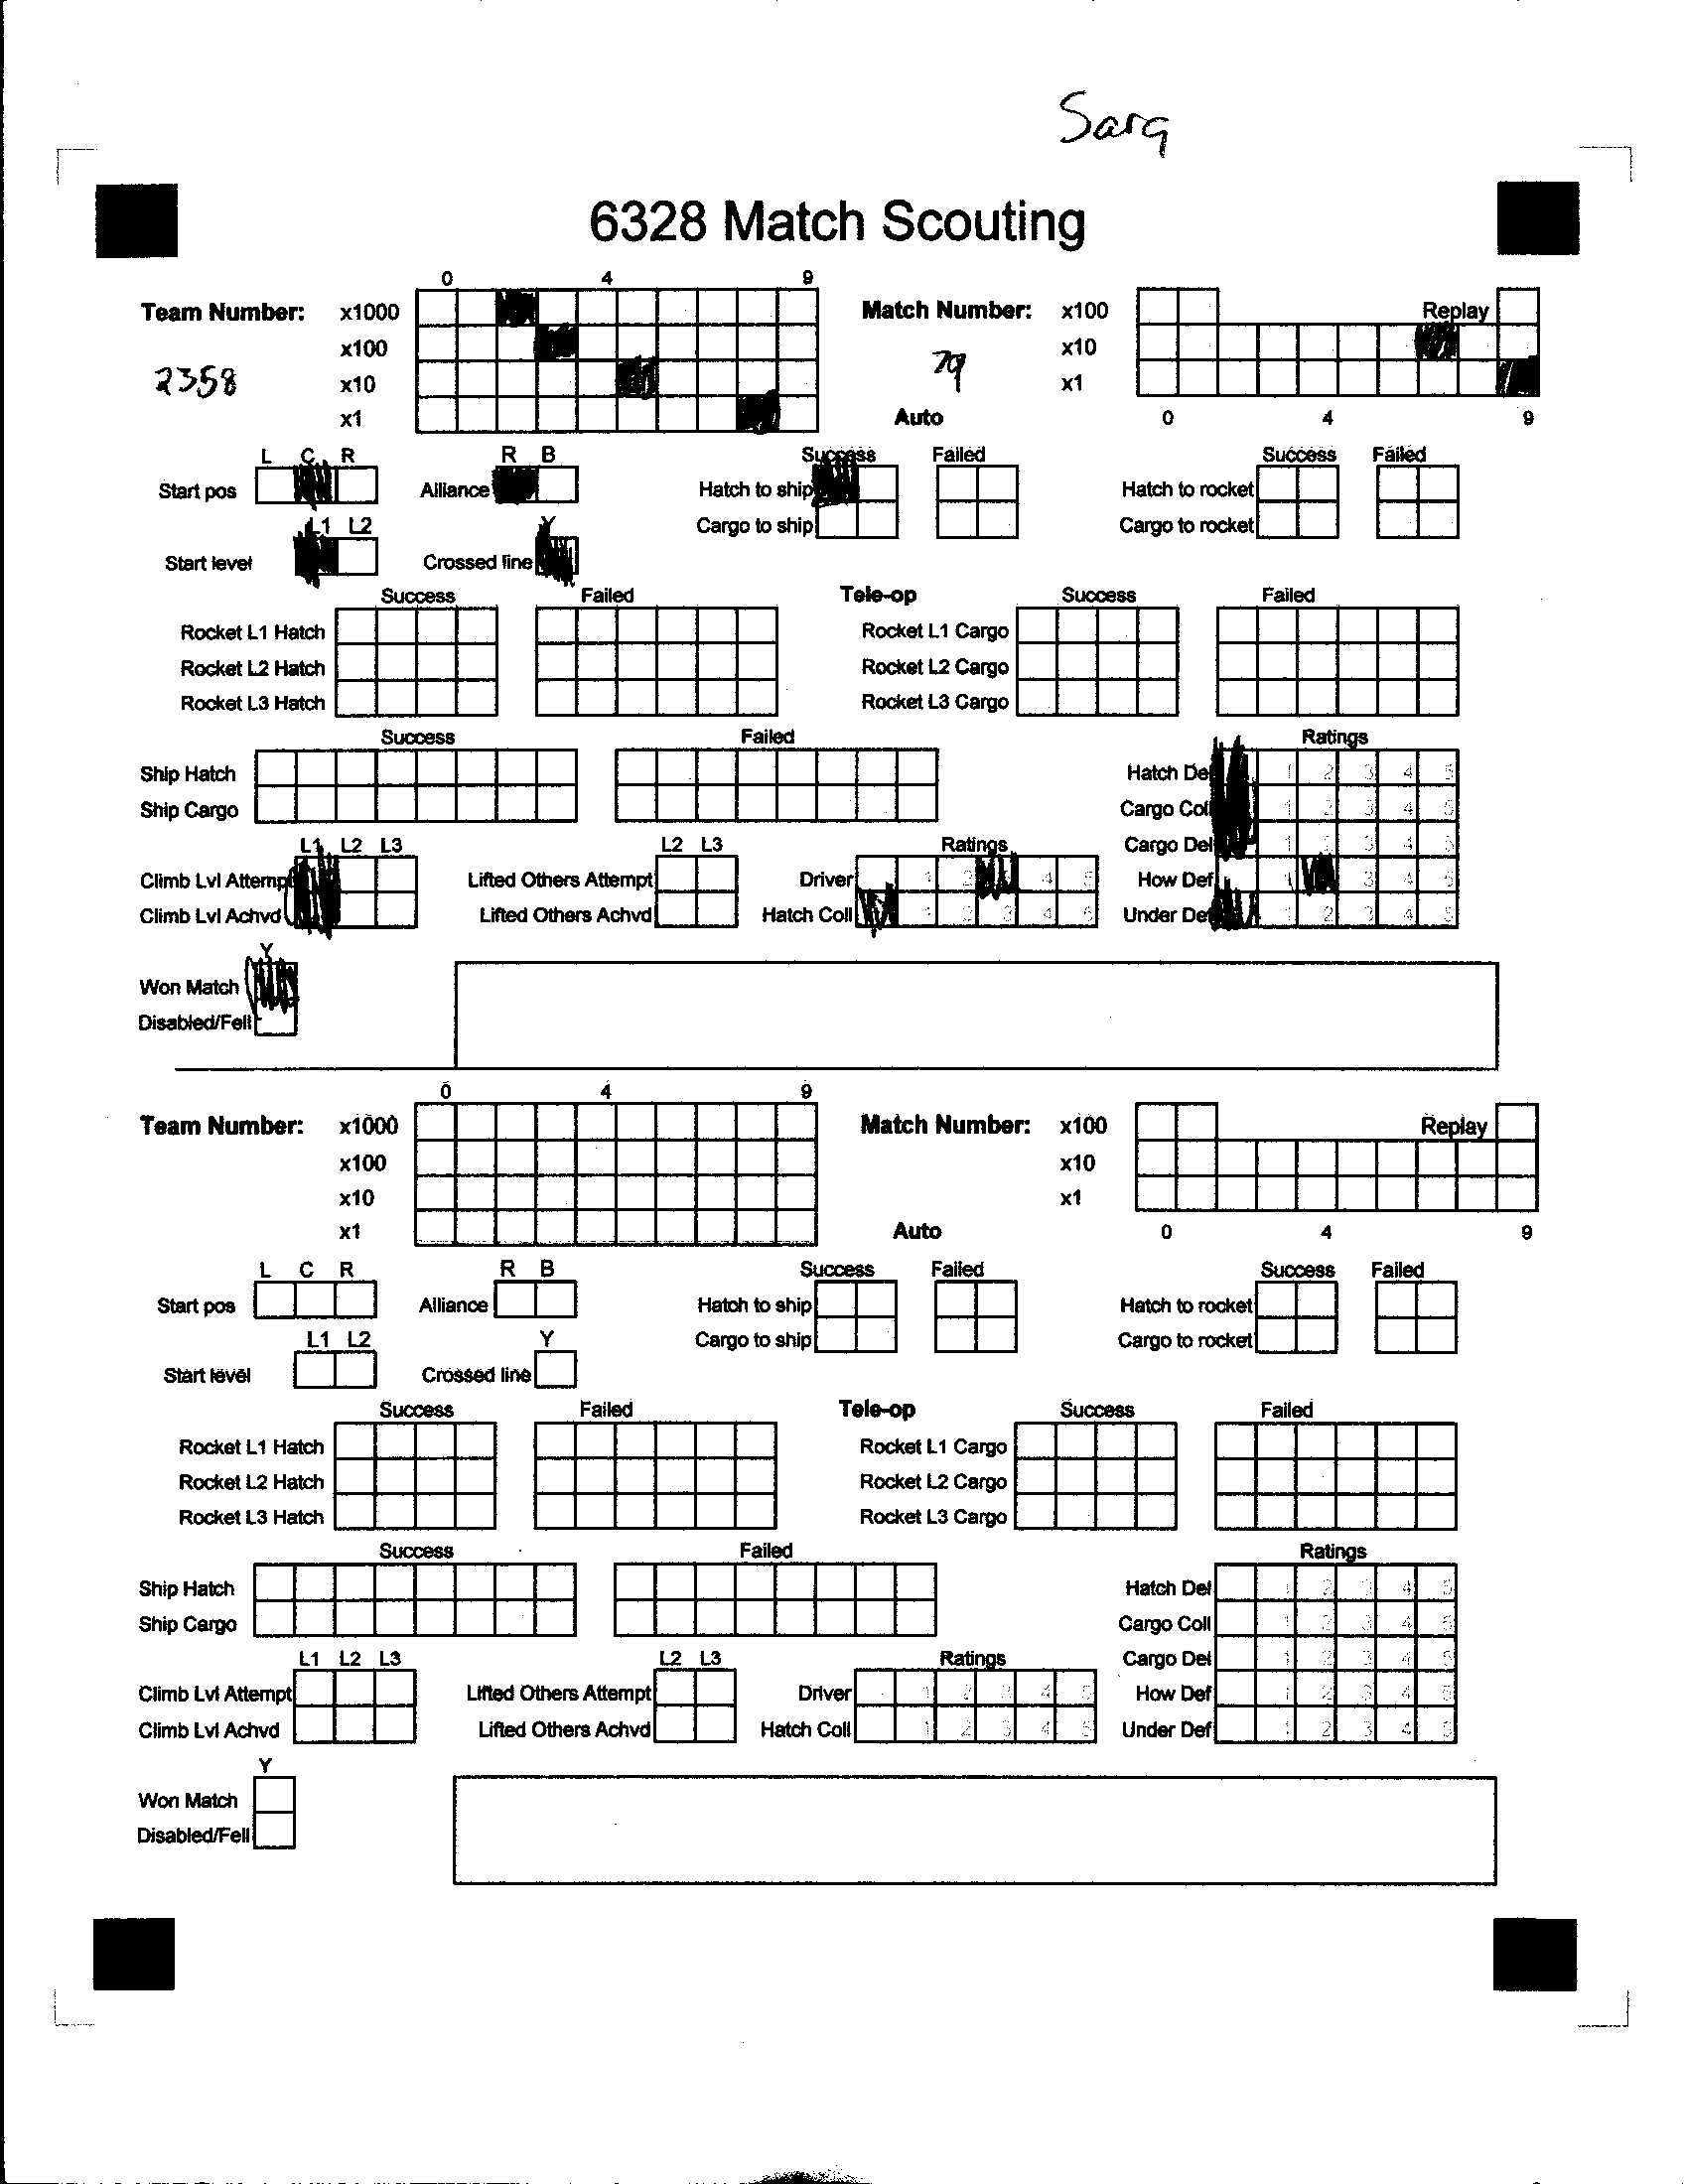 Sarg
6328 Match Scouting
0 4 9
Team Number: x1000 Match Number: x100 Replay
x100 x10
2358 79
x10 x1
x1 Auto 0 4 9
L C R R B Success Failed Success Failed
Start pos Alliance Hatch to ship Hatch to rocket
L1 L2 Y Cargo to ship Cargo to rocket
Start level Crossed line
Success Failed Tele-op Success Failed
Rocket L1 Hatch Rocket L1 Cargo
Rocket L2 Hatch Rocket L2 Cargo
Rocket L3 Hatch Rocket L3 Cargo
Success Failed Ratings
Ship Hatch Hatch De 1 2 3 4 5
Ship Cargo Cargo Coll 1 2 3 4 5
L1 L2 L3 L2 L3 Ratings Cargo Del 1 2 3 4 5
Climb Lvl Attempt Lifted Others Attempt Driver 1 2 4 5 How Def 1 3 4 5
Climb Lvl Achvd Lifted Others Achvd Hatch Coll 1 2 3 4 5 Under De 1 2 3 4 5
Y
Won Match
Disabled/Fell
0 4 9
Team Number: x1000 Match Number: x100 Replay
x100 x10
x10 x1
x1 Auto 0 4 9
L C R R B Success Failed Success Failed
Start pos Alliance Hatch to ship Hatch to rocket
L1 L2 Y Cargo to ship Cargo to rocket
Start level Crossed line
Success Failed Tele-op Success Failed
Rocket L1 Hatch Rocket L1 Cargo
Rocket L2 Hatch Rocket L2 Cargo
Rocket L3 Hatch Rocket L3 Cargo
Success Failed Ratings
Ship Hatch Hatch Del 1 2 3 4 5
Ship Cargo Cargo Coll 1 2 3 4 5
L1 L2 L3 L2 L3 Ratings Cargo Del 1 2 3 4 5
Climb Lvl Attempt Lifted Others Attempt Driver 1 2 3 4 5 How Def 1 2 3 4 5
Climb Lvl Achvd Lifted Others Achvd Hatch Coll 1 2 3 4 5 Under Def 1 2 3 4 5
Y
Won Match
Disabled/Fell